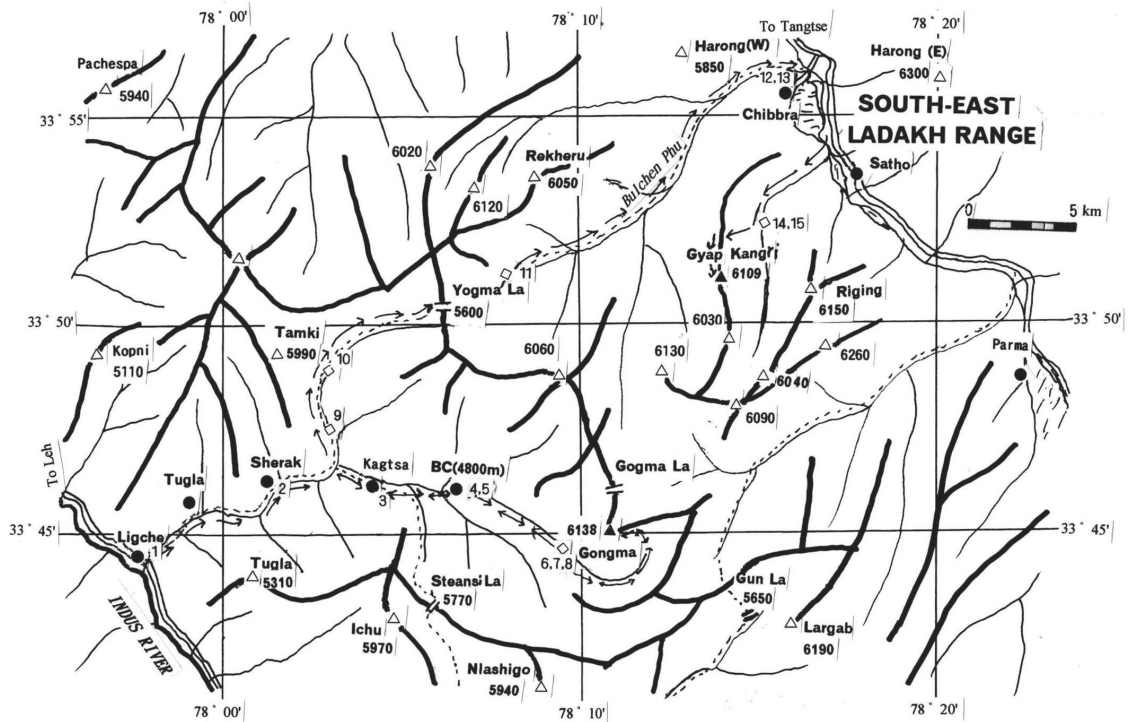 78° 00'
78° 10'
78° 20'
To Tangtse
Harong(W)
5850
Harong (E)
6300
Pachespa
5940
12,13
Chibbra
SOUTH-EAST
LADAKH RANGE
33° 55'
33° 55'
6020
Rekheru
6050
6120
Bulchen Phu
Satho
0
5 km
14,15
Gyap Kangri
6109
11
Yogma La
5600
Riging
6150
33° 50'
33° 50'
Tamki
5990
Kopni
5110
10
6030
6060
6130
6260
6040
6090
Parma
9
To Leh
Sherak
2
Kagtsa
3
BC(4800m)
4,5
Gogma La
Tugla
33° 45'
33° 45'
Ligche
1
6138
Gongma
6,7,8
Tugla
5310
Steansi La
5770
Gun La
5650
INDUS RIVER
Ichu
5970
Largab
6190
Nlashigo
5940
78° 00'
78° 10'
78° 20'